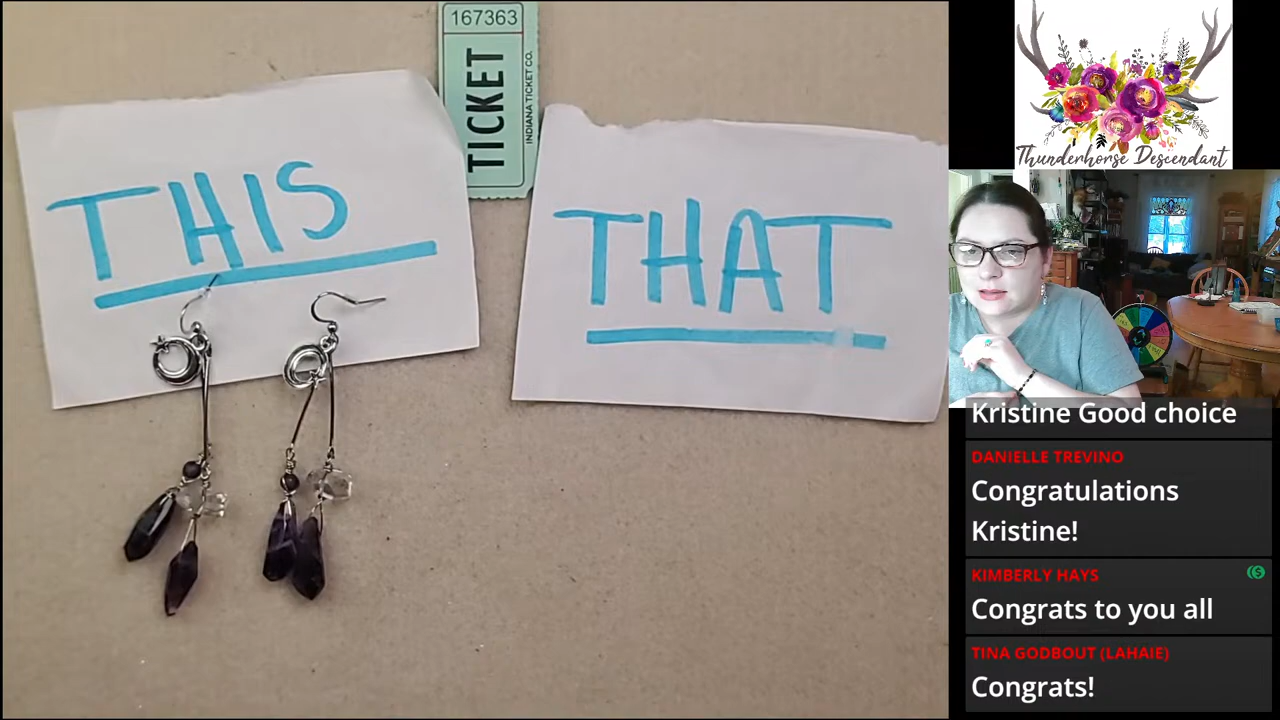 167363
TICKET
INDIANA TICKET CO.
THIS
THAT
Thunderhorse Descendant
Kristine Good choice
DANIELLE TREVINO
Congratulations
Kristine!
KIMBERLY HAYS
Congrats to you all
TINA GODBOUT (LAHAIE)
Congrats!